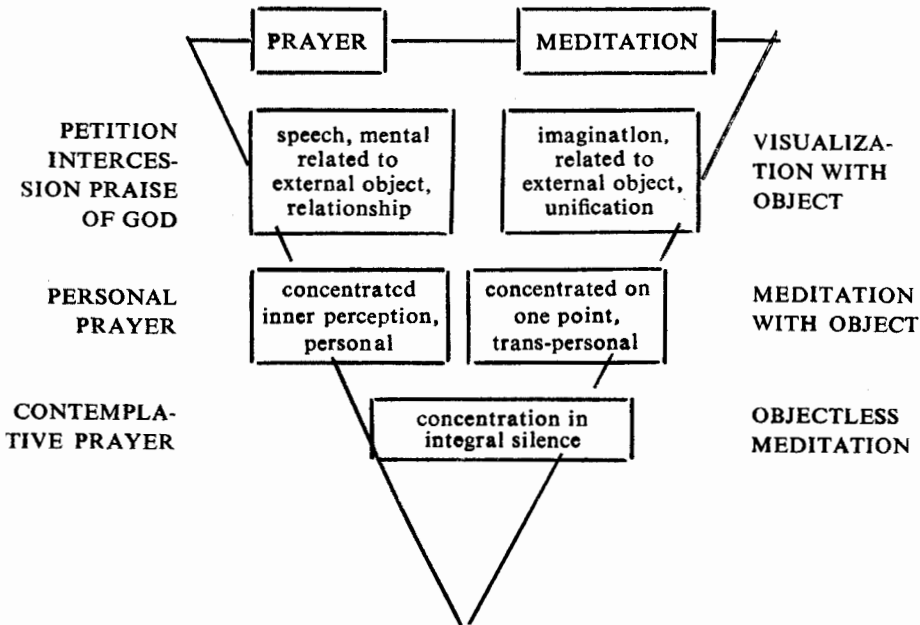 PRAYER
MEDITATION
PETITION
INTERCES-
SION PRAISE
OF GOD
speech, mental
related to
external object,
relationship
imagination,
related to
external object,
unification
VISUALIZA-
TION WITH
OBJECT
PERSONAL
PRAYER
concentrated
inner perception,
personal
concentrated on
one point,
trans-personal
MEDITATION
WITH OBJECT
CONTEMPLA-
TIVE PRAYER
concentration in
integral silence
OBJECTLESS
MEDITATION